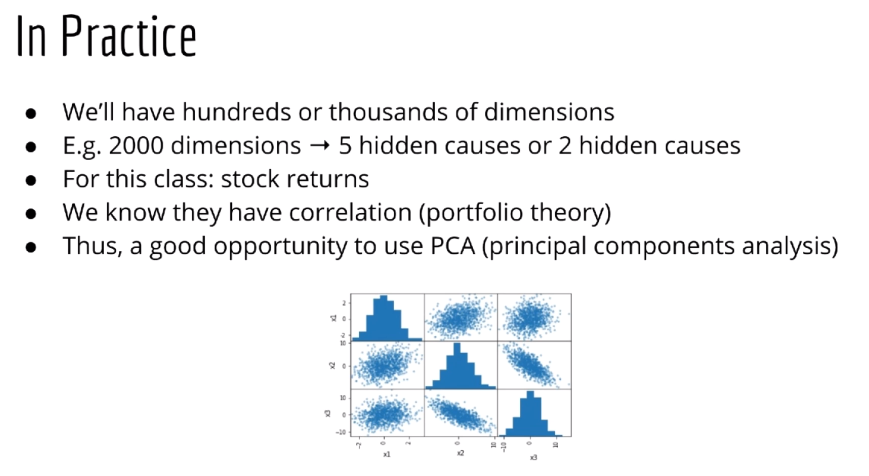 In Practice
● We'll have hundreds or thousands of dimensions
● E.g. 2000 dimensions → 5 hidden causes or 2 hidden causes
● For this class: stock returns
● We know they have correlation (portfolio theory)
● Thus, a good opportunity to use PCA (principal components analysis)
x1
2
0
-2
x2
10
0
x3
10
0
-10
-2
0
2
0
10
-10
0
10
x1
x2
x3